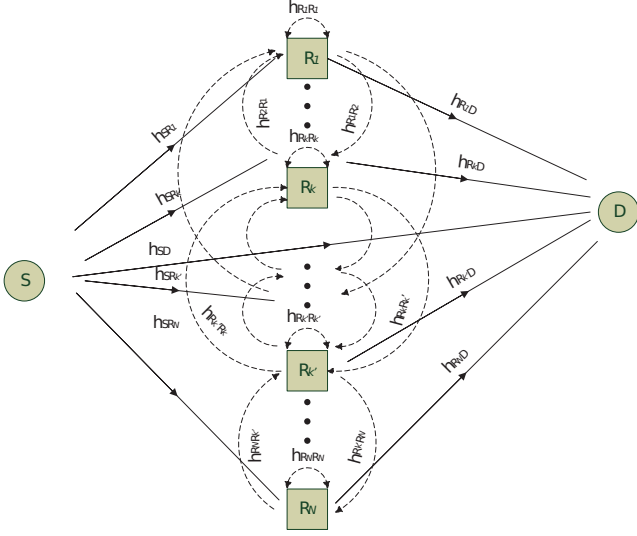 hR1R1
R1
hSR1
hR2R1
hR1R2
hR1D
hRkRk
hRkD
hSRk
Rk
D
hSD
S
hSRk'
hRk'Rk
hRk'Rk'
hRkRk'
hRk'D
hSRN
Rk'
hRND
hRNRk'
hRk'RN
hRNRN
RN